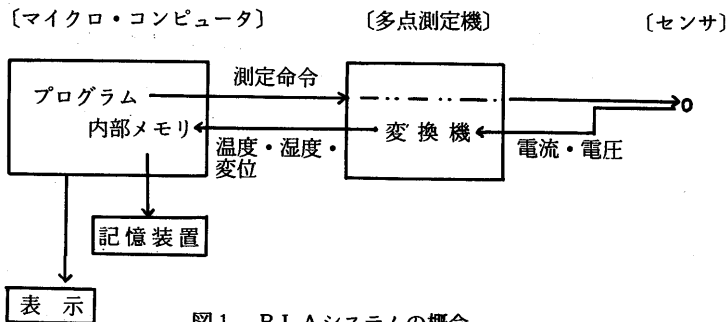 〔マイクロ・コンピュータ〕
〔多点測定機〕
〔センサ〕
測定命令
プログラム
内部メモリ
変換機
温度・湿度・
変位
電流・電圧
記憶装置
表示